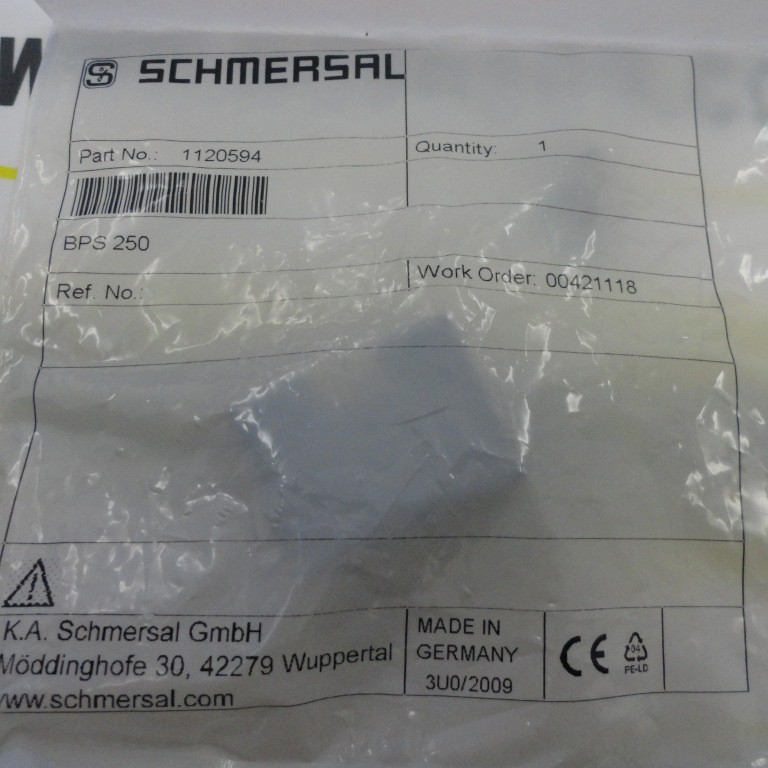 W
SCHMERSAL
Part No.: 1120594
Quantity: 1
BPS 250
Ref. No.:
Work Order: 00421118
K.A. Schmersal GmbH
Möddinghofe 30, 42279 Wuppertal
www.schmersal.com
MADE IN
GERMANY
3U0/2009
CE
04
PE-LD